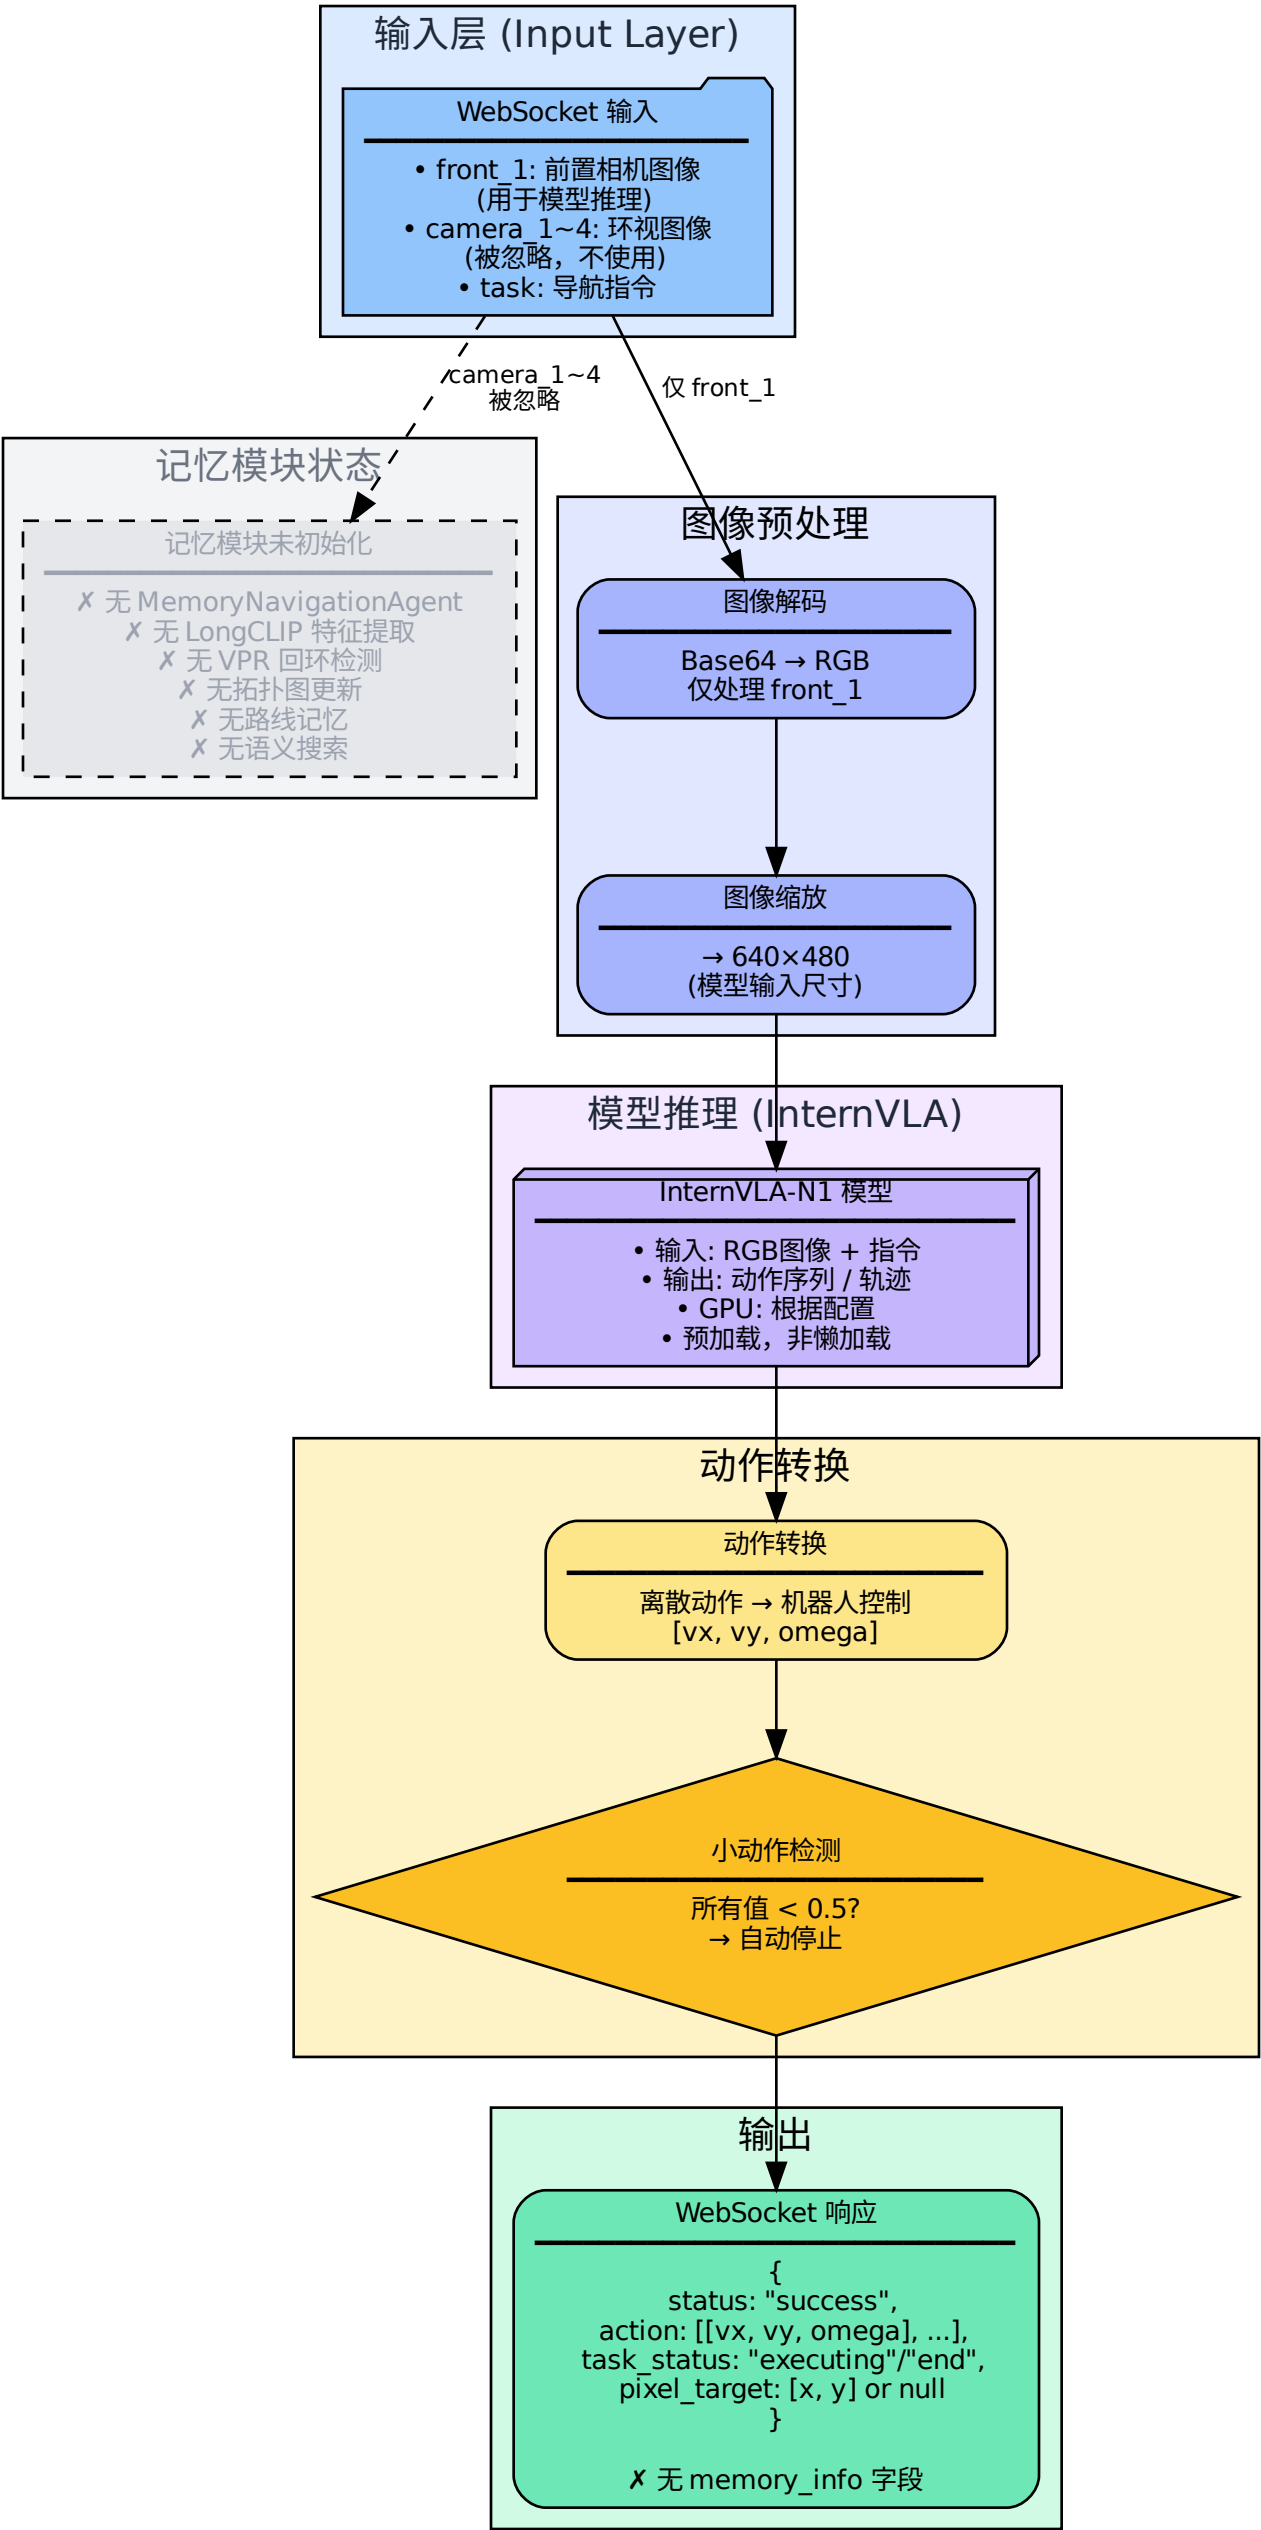 输入层 (Input Layer)
WebSocket 输入
• front_1: 前置相机图像
(用于模型推理)
• camera_1~4: 环视图像
(被忽略，不使用)
• task: 导航指令
camera_1~4
被忽略
仅 front_1
记忆模块状态
记忆模块未初始化
✗ 无 MemoryNavigationAgent
✗ 无 LongCLIP 特征提取
✗ 无 VPR 回环检测
✗ 无拓扑图更新
✗ 无路线记忆
✗ 无语义搜索
图像预处理
图像解码
Base64 → RGB
仅处理 front_1
图像缩放
→ 640×480
(模型输入尺寸)
模型推理 (InternVLA)
InternVLA-N1 模型
• 输入: RGB图像 + 指令
• 输出: 动作序列 / 轨迹
• GPU: 根据配置
• 预加载，非懒加载
动作转换
动作转换
离散动作 → 机器人控制
[vx, vy, omega]
小动作检测
所有值 < 0.5?
→ 自动停止
输出
WebSocket 响应
{
status: "success",
action: [[vx, vy, omega], ...],
task_status: "executing"/"end",
pixel_target: [x, y] or null
}
✗ 无 memory_info 字段